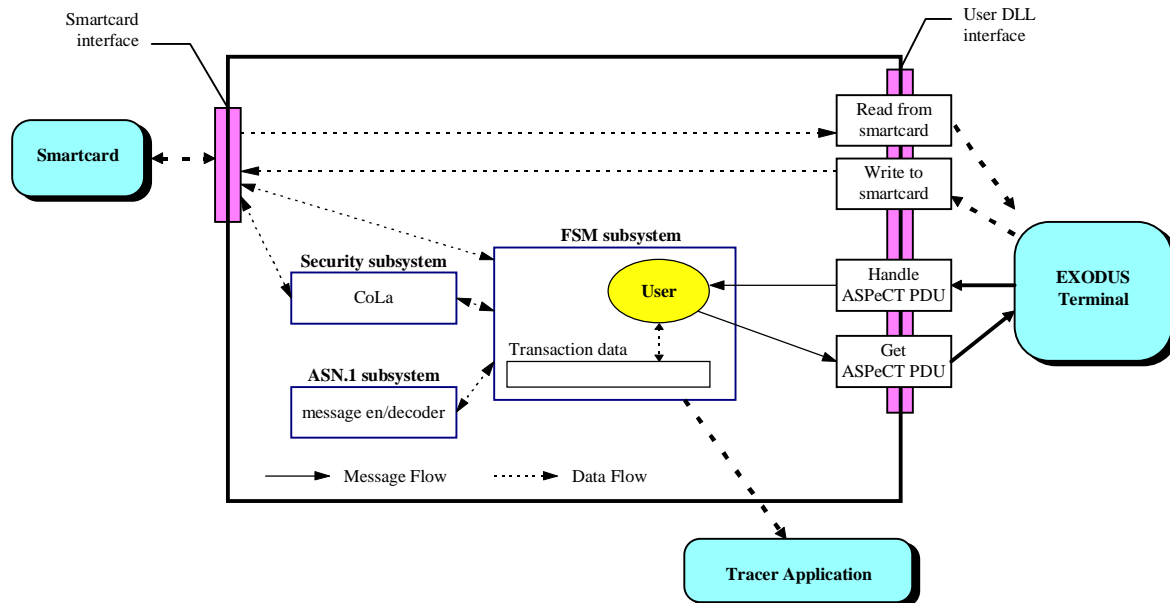 Smartcard
interface
User DLL
interface
Read from
smartcard
Smartcard
Write to
smartcard
FSM subsystem
Security subsystem
CoLa
User
Handle
ASPeCT PDU
EXODUS
Terminal
Transaction data
Get
ASPeCT PDU
ASN.1 subsystem
message en/decoder
Message Flow
Data Flow
Tracer Application